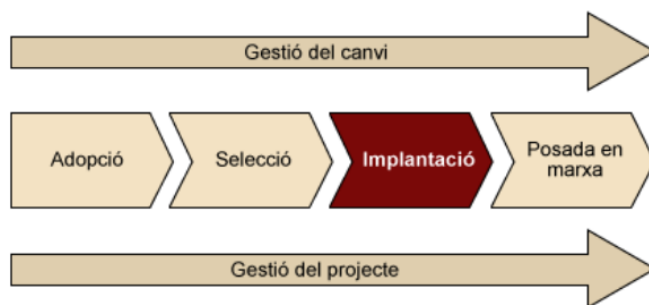 Gestió del canvi
Adopció
Selecció
Implantació
Posada en
marxa
Gestió del projecte